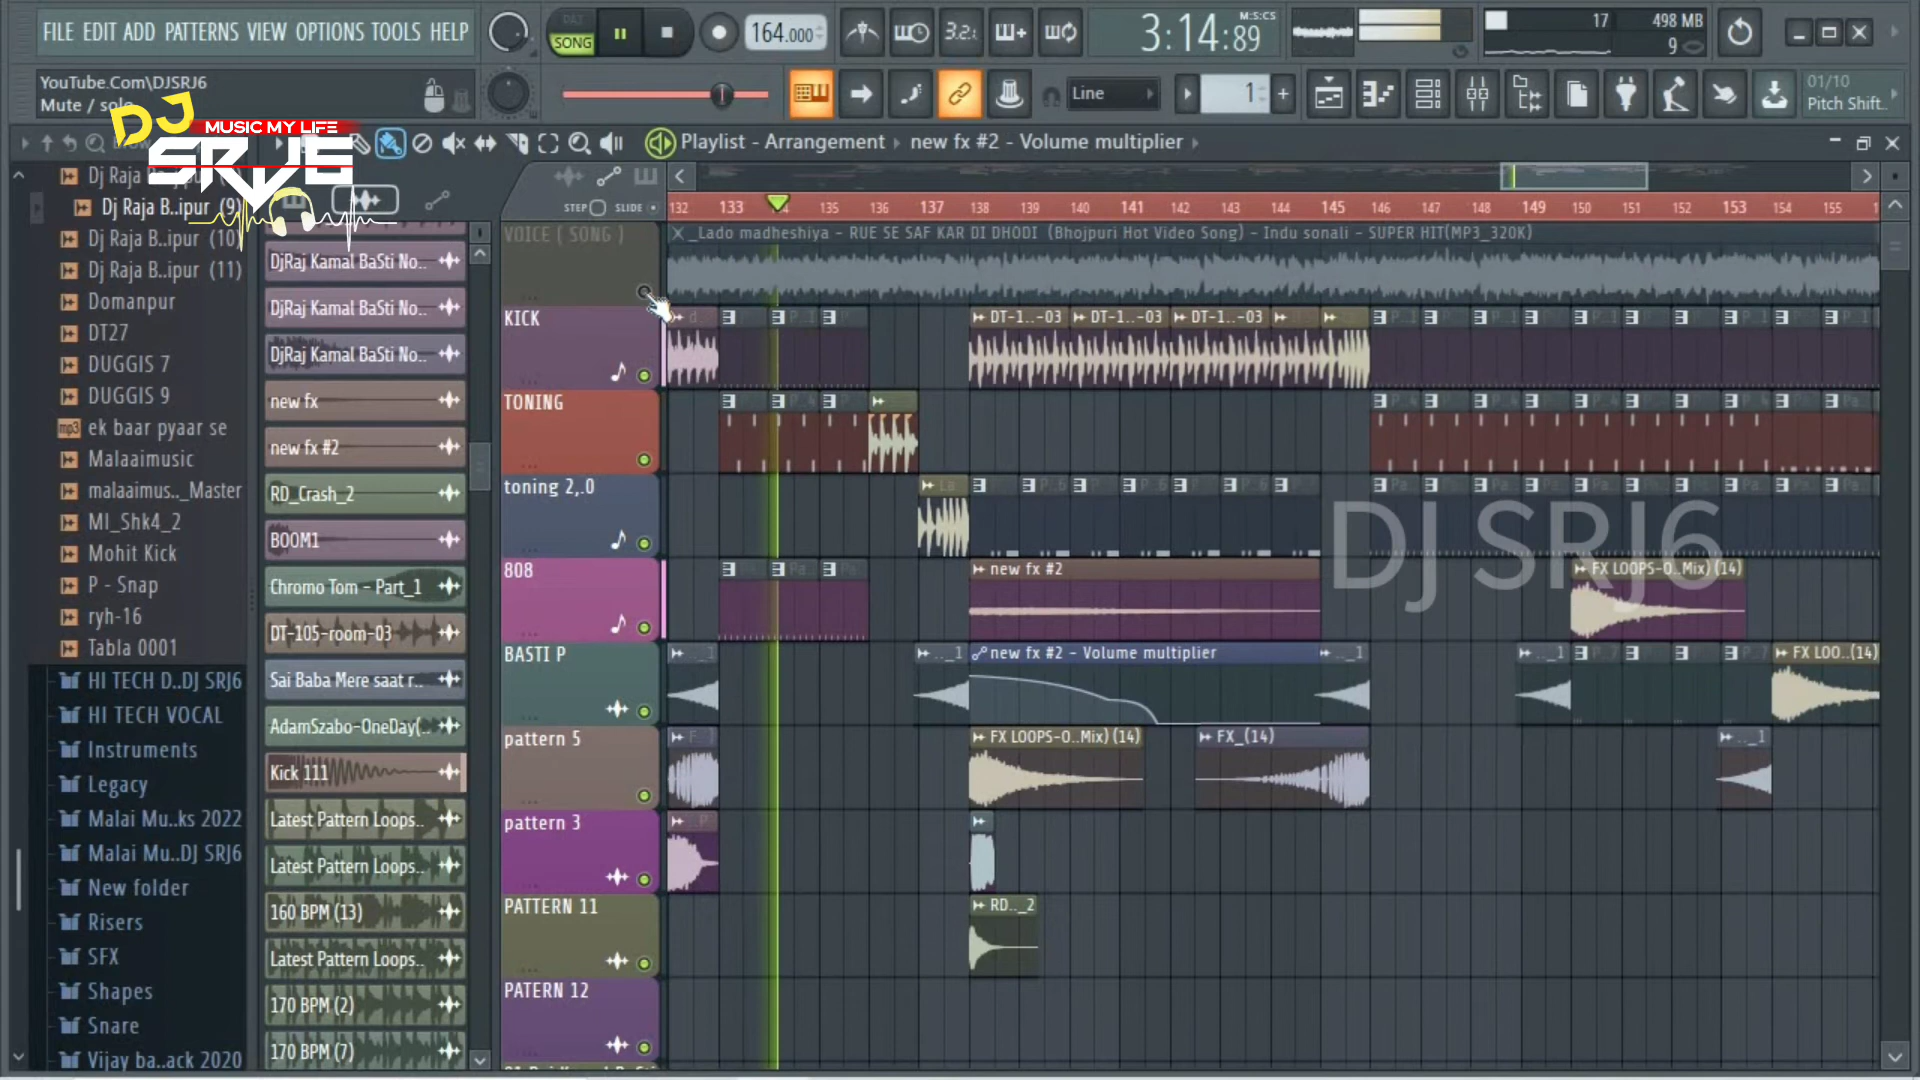 FILE EDIT ADD PATTERNS VIEW OPTIONS TOOLS HELP
PAT
SONG
164.000
3.2.
3:14:89
M:S:CS
17
498 MB
9
YouTube.Com\DJSRJ6
Mute / solo
Line
1
01/10
Pitch Shift..
DJ
MUSIC MY LIFE
SRJ6
Playlist - Arrangement
new fx #2 - Volume multiplier
STEP
SLIDE
132 133 135 136 137 138 139 140 141 142 143 144 145 146 147 148 149 150 151 152 153 154 155
Dj Raja B..ipur (9)
Dj Raja B..ipur (10)
Dj Raja B..ipur (11)
Domanpur
DT27
DUGGIS 7
DUGGIS 9
mp3
ek baar pyaar se
Malaaimusic
malaaimus.._Master
MI_Shk4_2
Mohit Kick
P - Snap
ryh-16
Tabla 0001
HI TECH D..DJ SRJ6
HI TECH VOCAL
Instruments
Legacy
Malai Mu..ks 2022
Malai Mu..DJ SRJ6
New folder
Risers
SFX
Shapes
Snare
Vijay ba..ack 2020
DjRaj Kamal BaSti No..
DjRaj Kamal BaSti No..
DjRaj Kamal BaSti No..
new fx
new fx #2
RD_Crash_2
BOOM1
Chromo Tom - Part_1
DT-105-room-03
Sai Baba Mere saat r..
AdamSzabo-OneDay(..
Kick 111
Latest Pattern Loops..
Latest Pattern Loops..
160 BPM (13)
Latest Pattern Loops..
170 BPM (2)
170 BPM (7)
VOICE ( SONG )
_Lado madheshiya - RUE SE SAF KAR DI DHODI (Bhojpuri Hot Video Song) - Indu sonali - SUPER HIT(MP3_320K)
KICK
DT-1..-03
DT-1..-03
DT-1..-03
TONING
toning 2,.0
DJ SRJ6
808
new fx #2
FX LOOPS-O..Mix) (14)
BASTI P
.._1
.._1
new fx #2 - Volume multiplier
.._1
.._1
FX LOO..(14)
pattern 5
FX LOOPS-O..Mix) (14)
FX_(14)
.._1
pattern 3
PATTERN 11
RD.._2
PATERN 12